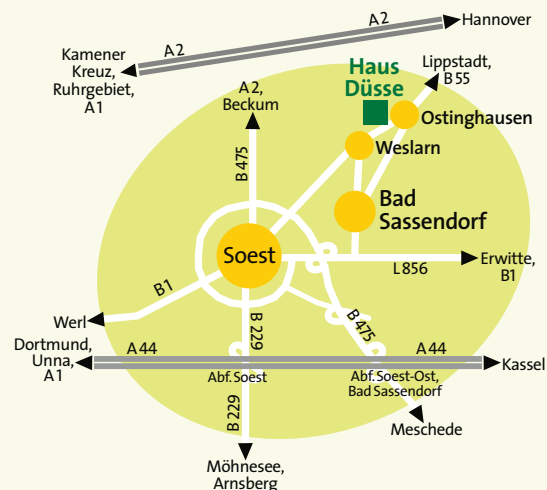 A 2
Hannover
A 2
Kamener
Kreuz,
Ruhrgebiet,
A 1
Lippstadt,
B 55
Haus
Düsse
A 2,
Beckum
Ostinghausen
Weslarn
B 475
Bad
Sassendorf
Soest
Erwitte,
B1
L 856
B1
Werl
B 229
B 475
Dortmund,
Unna,
A 1
A 44
A 44
Kassel
Abf. Soest
Abf. Soest-Ost,
Bad Sassendorf
B 229
Meschede
Möhnesee,
Arnsberg